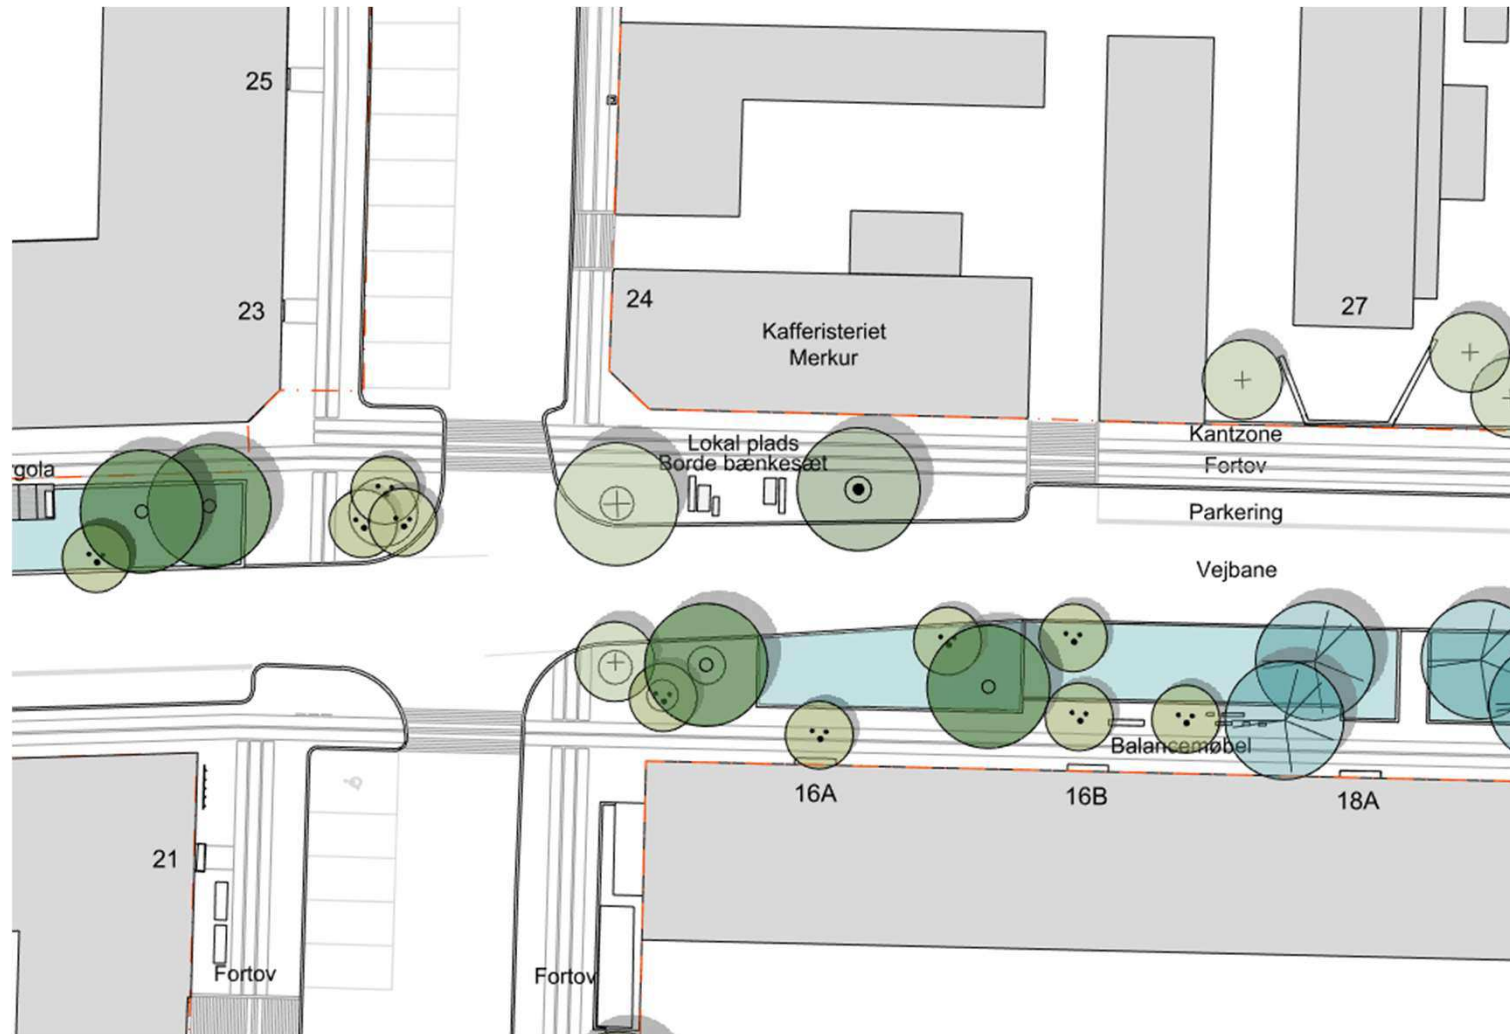 25
23
24
Kafferisteriet
Merkur
27
Lokal plads
Borde bænkesæt
Kantzone
Fortov
Parkering
Vejbane
rgola
Balancemøbel
16A
16B
18A
21
Fortov
Fortov